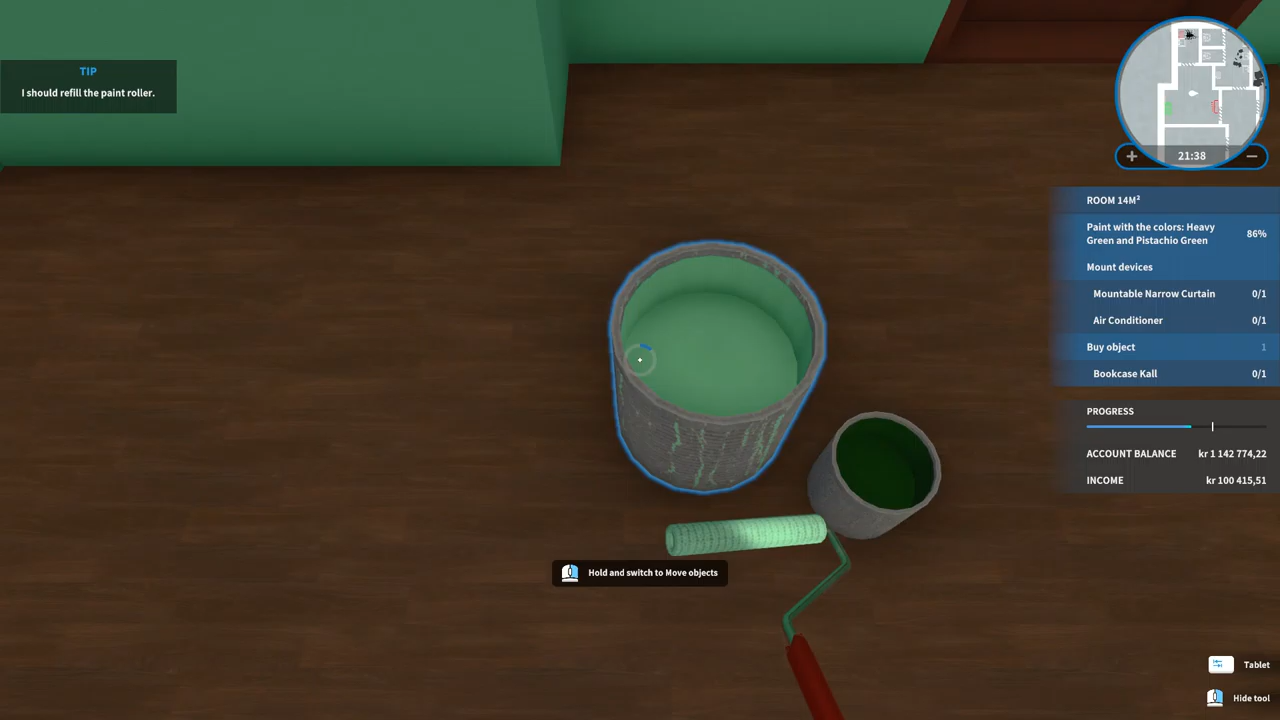 TIP
I should refill the paint roller.
21:38
ROOM 14M²
Paint with the colors: Heavy
Green and Pistachio Green
86%
Mount devices
Mountable Narrow Curtain 0/1
Air Conditioner 0/1
Buy object 1
Bookcase Kall 0/1
PROGRESS
ACCOUNT BALANCE kr 1 142 774,22
INCOME kr 100 415,51
Hold and switch to Move objects
Tablet
Hide tool